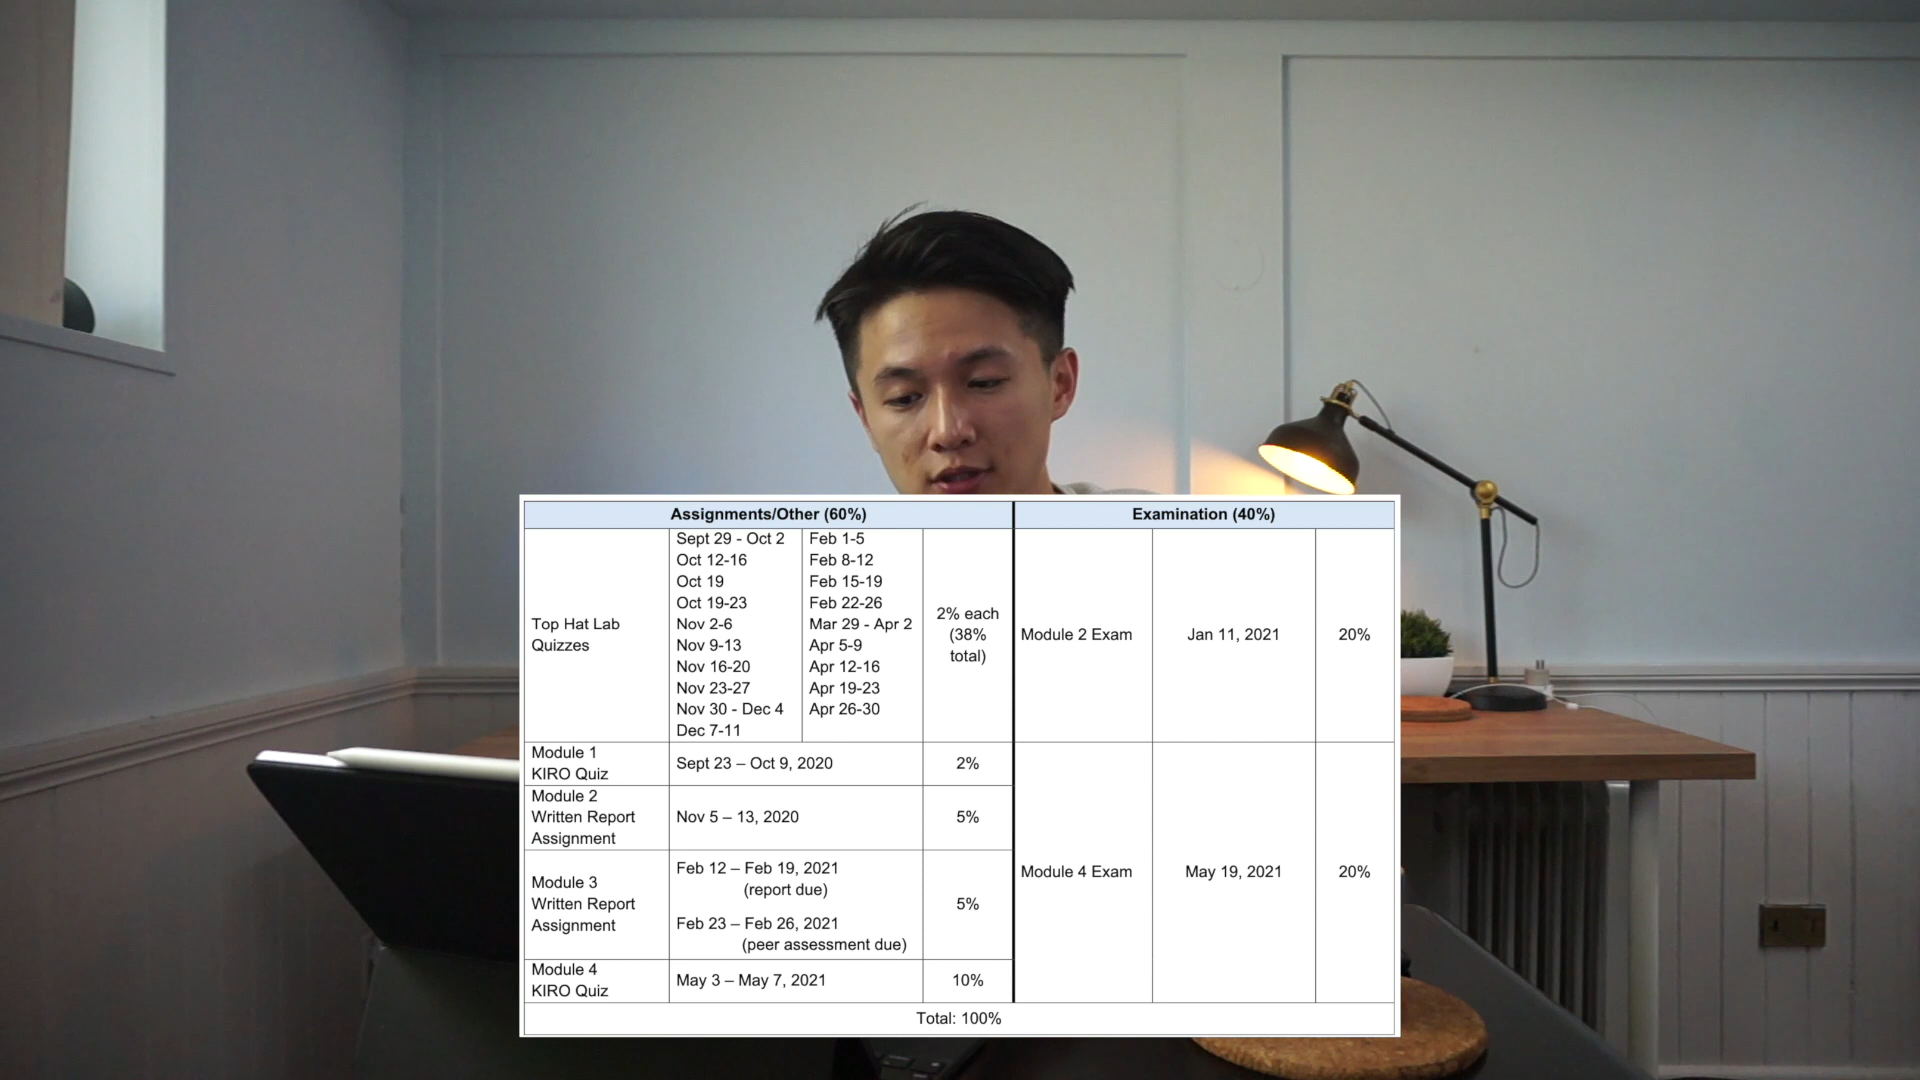 Assignments/Other (60%)
Examination (40%)
Top Hat Lab
Quizzes
Sept 29 - Oct 2
Oct 12-16
Oct 19
Oct 19-23
Nov 2-6
Nov 9-13
Nov 16-20
Nov 23-27
Nov 30 - Dec 4
Dec 7-11
Feb 1-5
Feb 8-12
Feb 15-19
Feb 22-26
Mar 29 - Apr 2
Apr 5-9
Apr 12-16
Apr 19-23
Apr 26-30
2% each
(38%
total)
Module 2 Exam
Jan 11, 2021
20%
Module 1
KIRO Quiz
Sept 23 – Oct 9, 2020
2%
Module 2
Written Report
Assignment
Nov 5 – 13, 2020
5%
Module 3
Written Report
Assignment
Feb 12 – Feb 19, 2021
(report due)
Feb 23 – Feb 26, 2021
(peer assessment due)
5%
Module 4
KIRO Quiz
May 3 – May 7, 2021
10%
Module 4 Exam
May 19, 2021
20%
Total: 100%